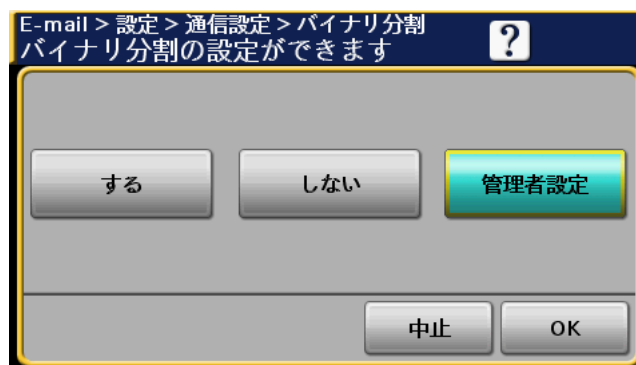 E-mail > 設定 > 通信設定 > バイナリ分割
バイナリ分割の設定ができます
?
する
しない
管理者設定
中止
OK